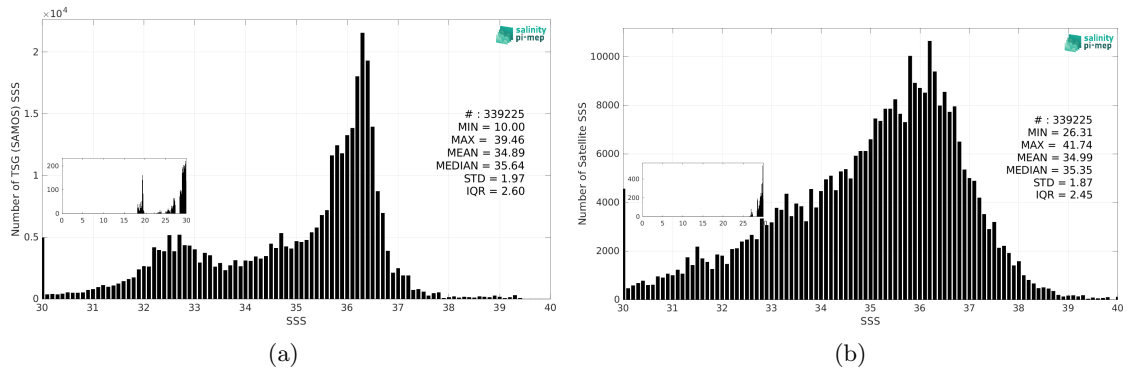 ×10⁴
salinity
pi-mep
2
1.5
1
0.5
0
Number of TSG (SAMOS) SSS
# : 339225
MIN = 10.00
MAX = 39.46
MEAN = 34.89
MEDIAN = 35.64
STD = 1.97
IQR = 2.60
200
100
0
0 5 10 15 20 25 30
30 31 32 33 34 35 36 37 38 39 40
SSS
(a)
salinity
pi-mep
10000
8000
6000
4000
2000
0
Number of Satellite SSS
# : 339225
MIN = 26.31
MAX = 41.74
MEAN = 34.99
MEDIAN = 35.35
STD = 1.87
IQR = 2.45
400
200
0
0 5 10 15 20 25 30
30 31 32 33 34 35 36 37 38 39 40
SSS
(b)